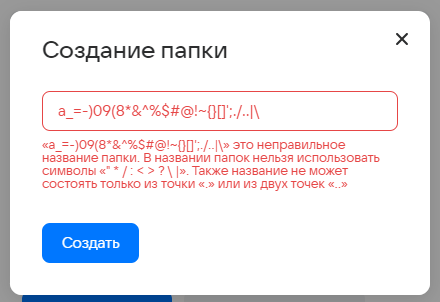 Создание папки
a_=-)09(8*&^%$#@!~{}[]';./..|\
«a_=-)09(8*&^%$#@!~{}[]';./..|\» это неправильное
название папки. В названии папок нельзя использовать
символы «" * / : < > ? \ |». Также название не может
состоять только из точки «.» или из двух точек «..»
Создать